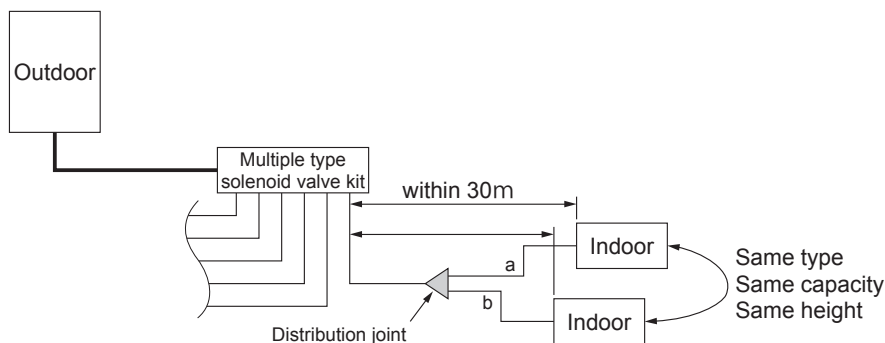 Outdoor
Multiple type
solenoid valve kit
within 30m
Indoor
a
b
Same type
Same capacity
Same height
Indoor
Distribution joint